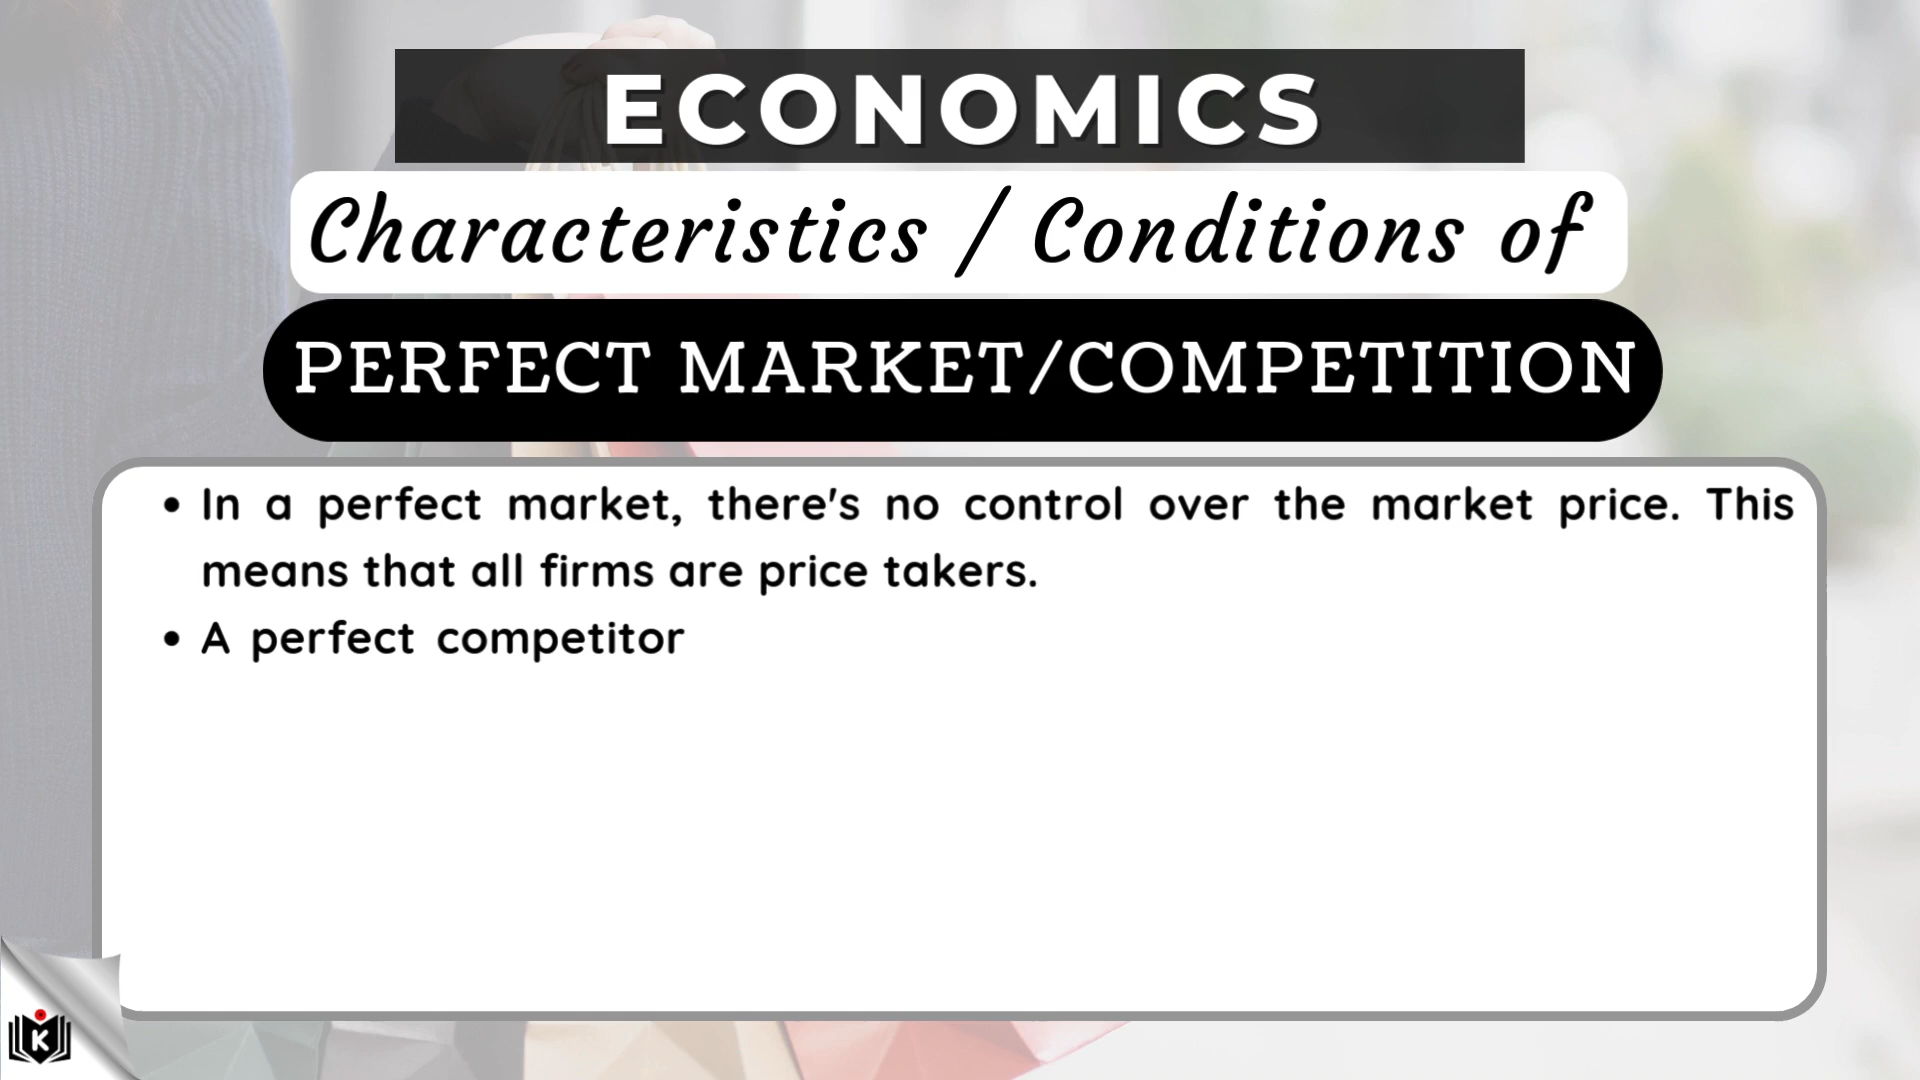 ECONOMICS
Characteristics / Conditions of
PERFECT MARKET/COMPETITION
• In a perfect market, there's no control over the market price. This
means that all firms are price takers.
• A perfect competitor
K